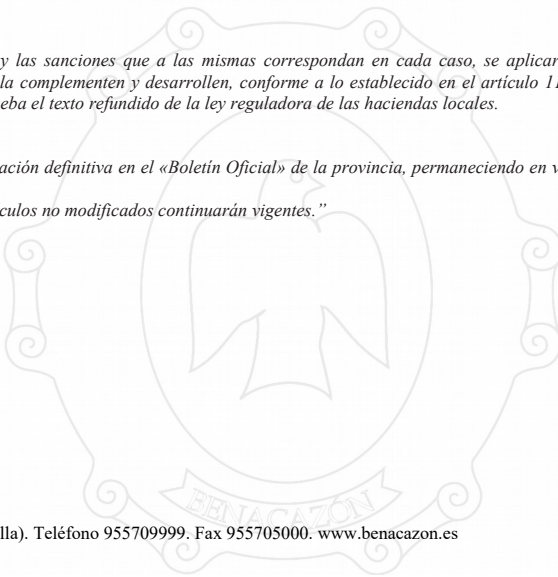 y las sanciones que a las mismas correspondan en cada caso, se aplicar
la complementen y desarrollen, conforme a lo establecido en el artículo 11
eba el texto refundido de la ley reguladora de las haciendas locales.
ación definitiva en el «Boletín Oficial» de la provincia, permaneciendo en v
culos no modificados continuarán vigentes.”
BENACAZÓN
lla). Teléfono 955709999. Fax 955705000. www.benacazon.es